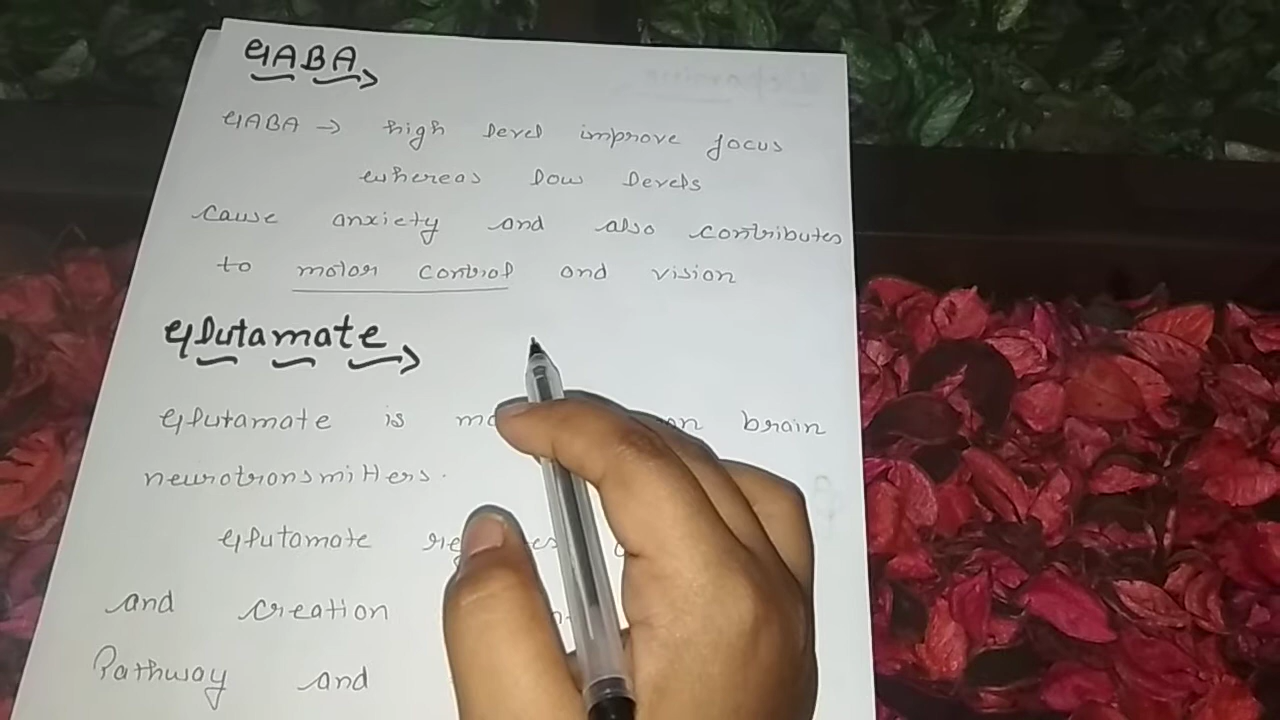 GABA
GABA → high level improve focus
whereas low levels
cause anxiety and also contributes
to motor control and vision
Glutamate
Glutamate is brain
neurotransmitters.
Glutamate
and creation
Pathway and